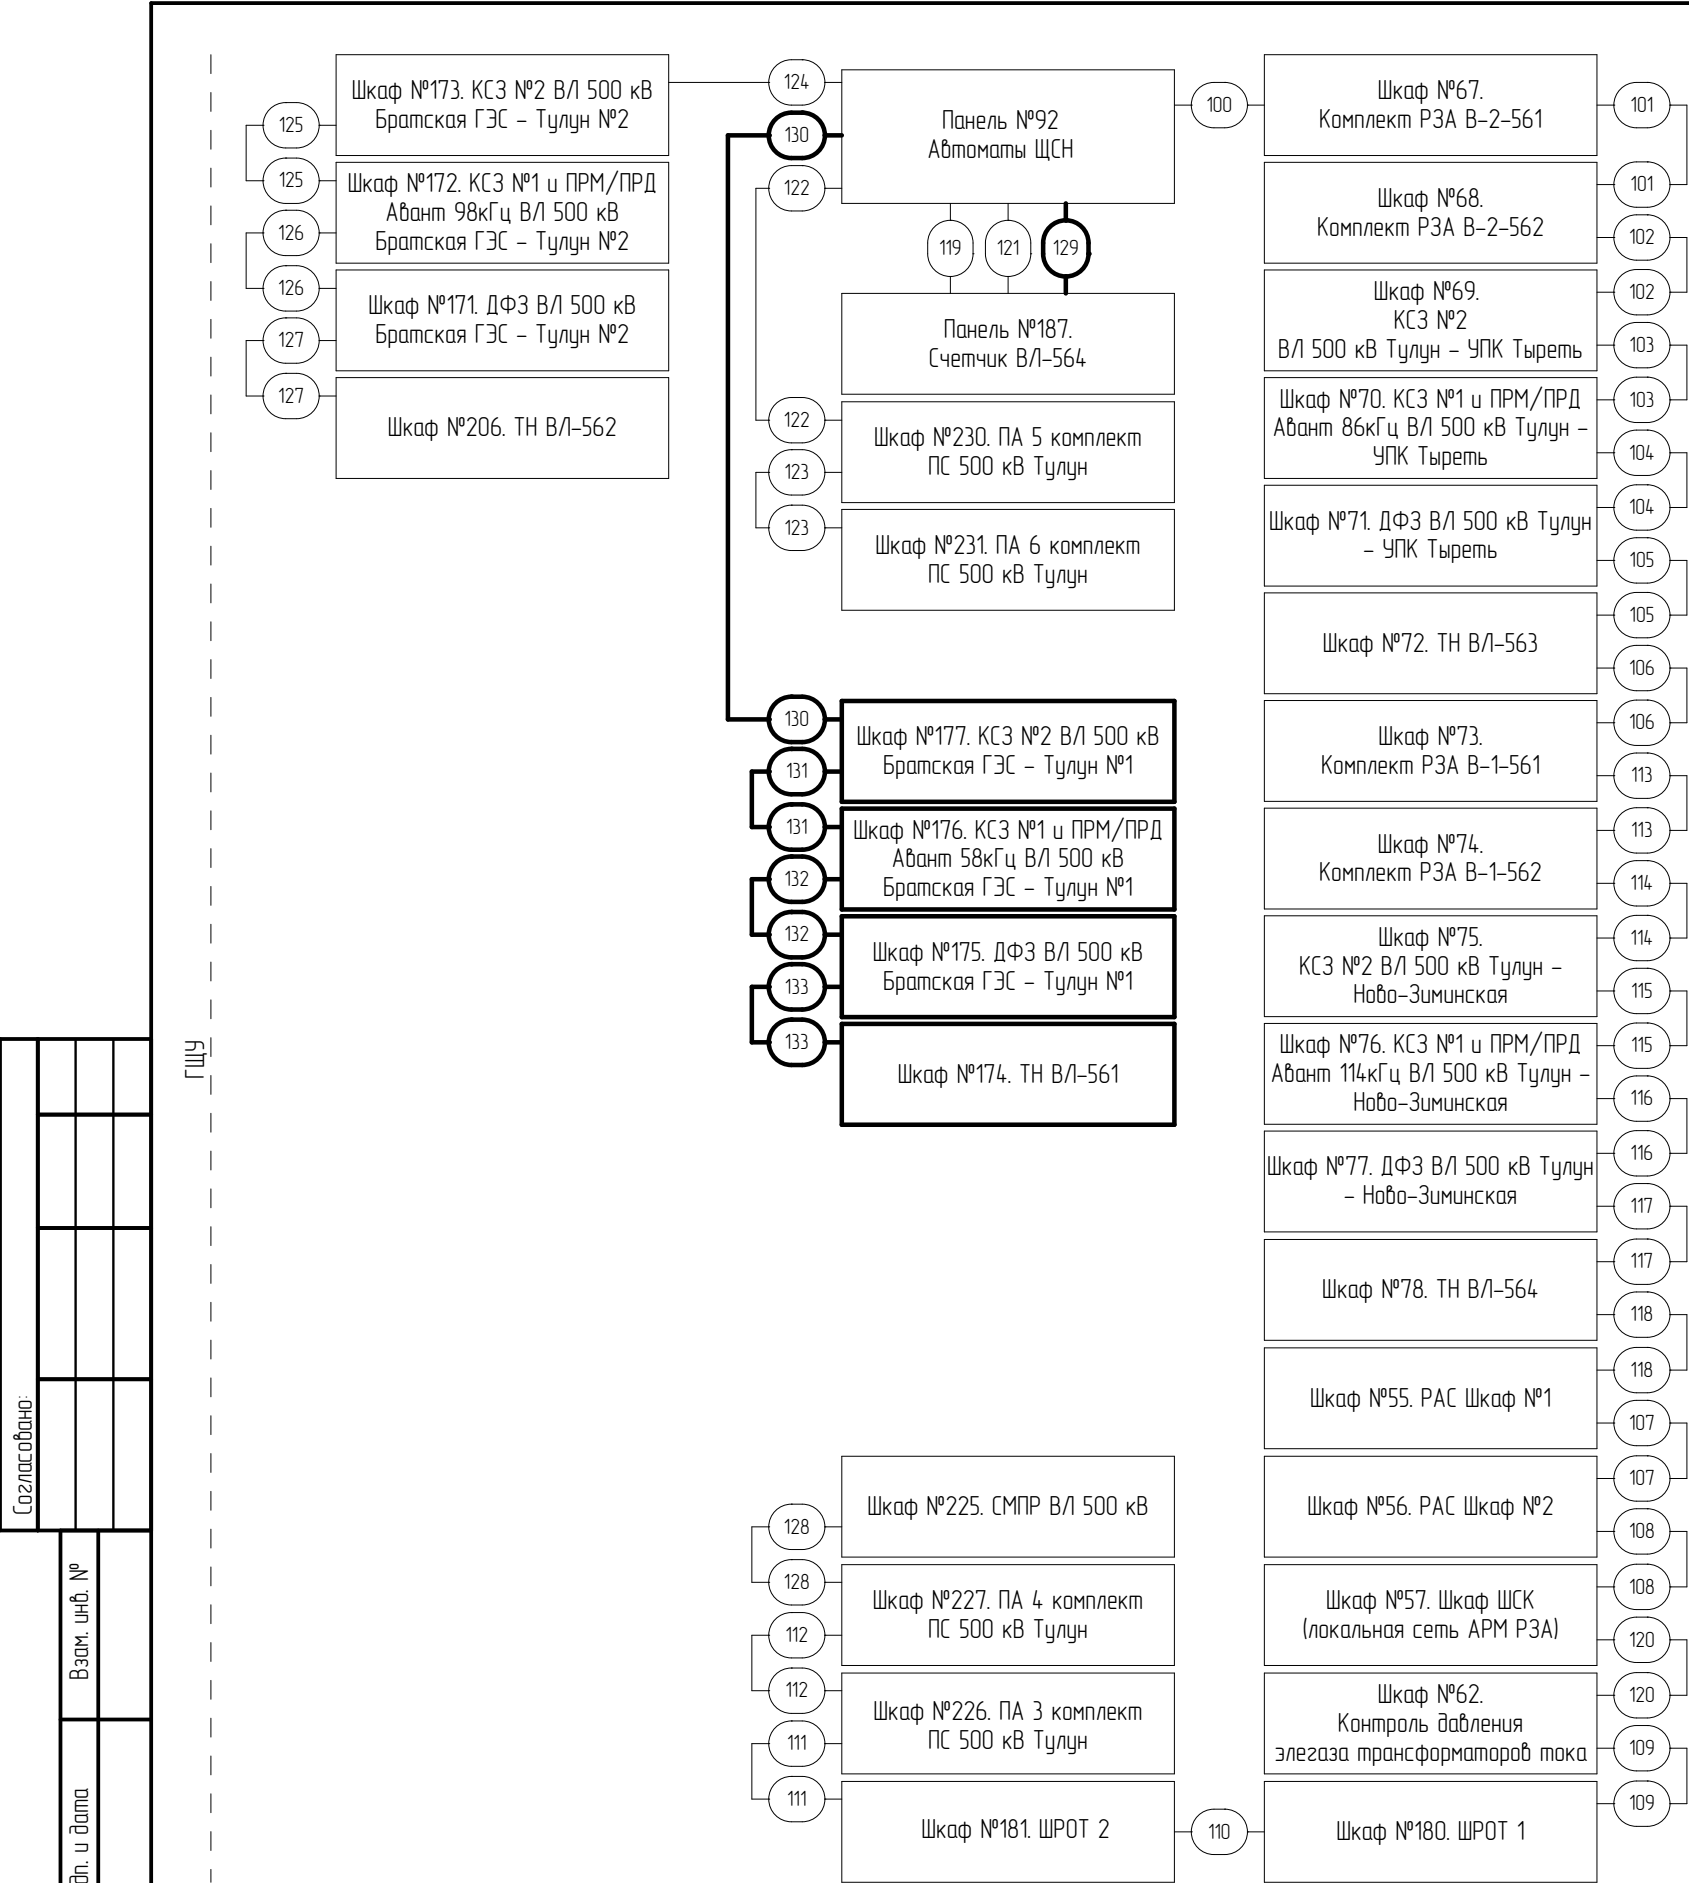 Шкаф №173. КСЗ №2 ВЛ 500 кВ
Братская ГЭС – Тулун №2
125
125
Шкаф №172. КСЗ №1 и ПРМ/ПРД
Авант 98кГц ВЛ 500 кВ
Братская ГЭС – Тулун №2
126
126
Шкаф №171. ДФЗ ВЛ 500 кВ
Братская ГЭС – Тулун №2
127
127
Шкаф №206. ТН ВЛ-562
124
130
122
Панель №92
Автоматы ЩСН
100
119
121
129
Панель №187.
Счетчик ВЛ-564
122
Шкаф №230. ПА 5 комплект
ПС 500 кВ Тулун
123
123
Шкаф №231. ПА 6 комплект
ПС 500 кВ Тулун
130
Шкаф №177. КСЗ №2 ВЛ 500 кВ
Братская ГЭС – Тулун №1
131
131
Шкаф №176. КСЗ №1 и ПРМ/ПРД
Авант 58кГц ВЛ 500 кВ
Братская ГЭС – Тулун №1
132
132
Шкаф №175. ДФЗ ВЛ 500 кВ
Братская ГЭС – Тулун №1
133
133
Шкаф №174. ТН ВЛ-561
Шкаф №225. СМПР ВЛ 500 кВ
128
128
Шкаф №227. ПА 4 комплект
ПС 500 кВ Тулун
112
112
Шкаф №226. ПА 3 комплект
ПС 500 кВ Тулун
111
111
Шкаф №181. ШРОТ 2
110
Шкаф №67.
Комплект РЗА В-2-561
101
101
Шкаф №68.
Комплект РЗА В-2-562
102
102
Шкаф №69.
КСЗ №2
ВЛ 500 кВ Тулун – УПК Тыреть
103
103
Шкаф №70. КСЗ №1 и ПРМ/ПРД
Авант 86кГц ВЛ 500 кВ Тулун –
УПК Тыреть
104
104
Шкаф №71. ДФЗ ВЛ 500 кВ Тулун
– УПК Тыреть
105
105
Шкаф №72. ТН ВЛ-563
106
106
Шкаф №73.
Комплект РЗА В-1-561
113
113
Шкаф №74.
Комплект РЗА В-1-562
114
114
Шкаф №75.
КСЗ №2 ВЛ 500 кВ Тулун –
Ново-Зиминская
115
115
Шкаф №76. КСЗ №1 и ПРМ/ПРД
Авант 114кГц ВЛ 500 кВ Тулун –
Ново-Зиминская
116
116
Шкаф №77. ДФЗ ВЛ 500 кВ Тулун
– Ново-Зиминская
117
117
Шкаф №78. ТН ВЛ-564
118
118
Шкаф №55. РАС Шкаф №1
107
107
Шкаф №56. РАС Шкаф №2
108
108
Шкаф №57. Шкаф ШСК
(локальная сеть АРМ РЗА)
120
120
Шкаф №62.
Контроль давления
элегаза трансформаторов тока
109
109
Шкаф №180. ШРОТ 1
ГЩУ
Согласовано:
Взам. инв. №
дп. и дата